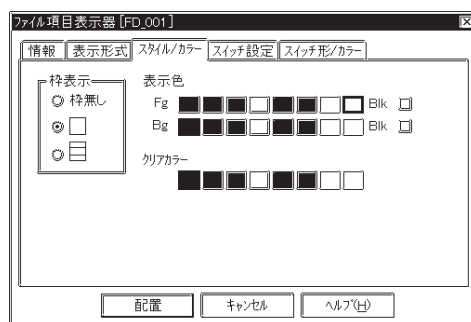 ﾌｧｲﾙ項目表示器 [FD_001]
情報 表示形式 ｽﾀｲﾙ/ｶﾗｰ ｽｲｯﾁ設定 ｽｲｯﾁ形/ｶﾗｰ
枠表示
枠無し
表示色
Fg Blk
Bg Blk
ｸﾘｱｶﾗｰ
配置 ｷｬﾝｾﾙ ﾍﾙﾌﾟ(H)